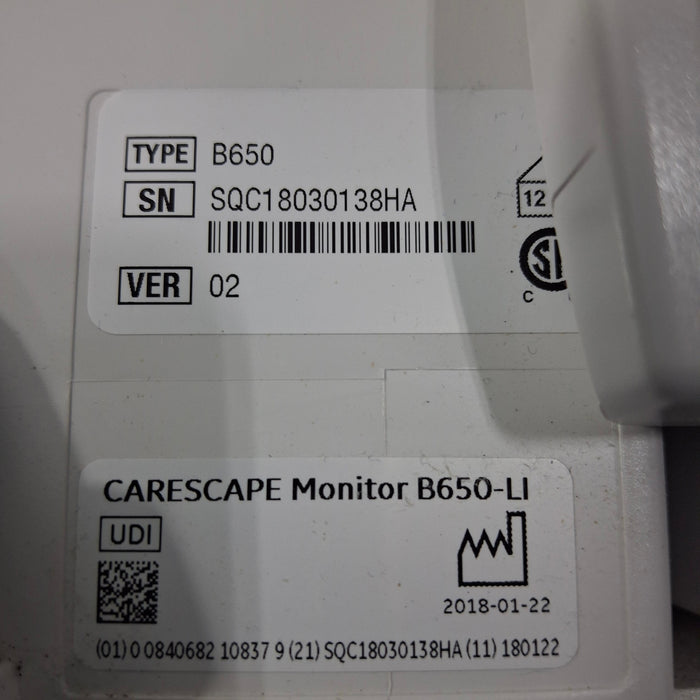 TYPE B650
SN SQC18030138HA
12
C
VER 02
CARESCAPE Monitor B650-LI
UDI
2018-01-22
(01) 0 0840682 10837 9 (21) SQC18030138HA (11) 180122